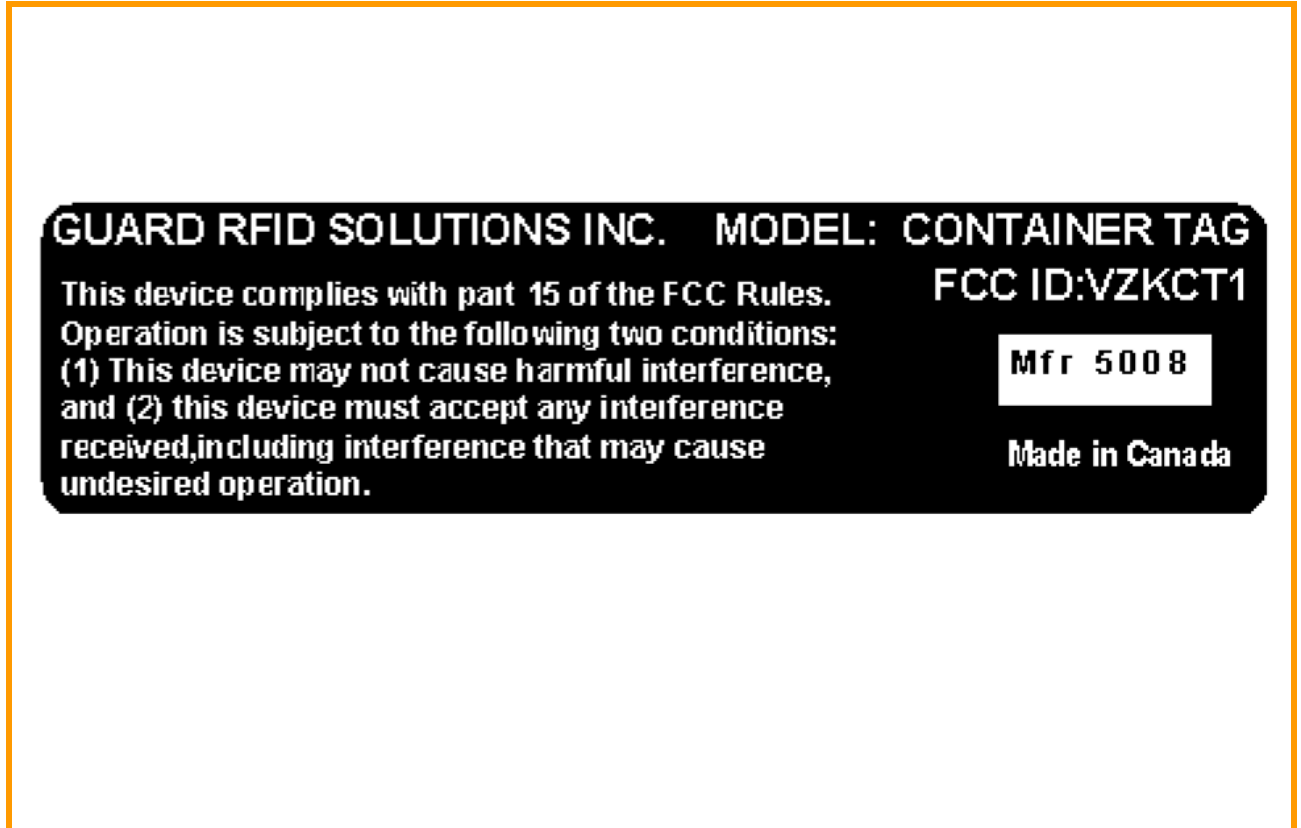 GUARD RFID SOLUTIONS INC. MODEL: CONTAINER TAG
FCC ID:VZKCT1
This device complies with part 15 of the FCC Rules.
Operation is subject to the following two conditions:
(1) This device may not cause harmful interference,
and (2) this device must accept any interference
received,including interference that may cause
undesired operation.
Mfr 5008
Made in Canada